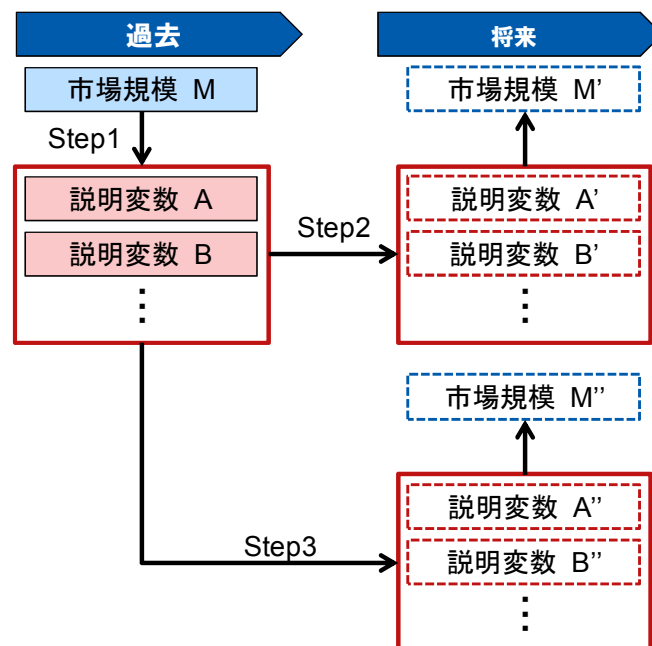 過去
将来
市場規模 M
市場規模 M’
Step1
説明変数 A
説明変数 A’
Step2
説明変数 B
説明変数 B’
⋮
⋮
市場規模 M’’
説明変数 A’’
Step3
説明変数 B’’
⋮